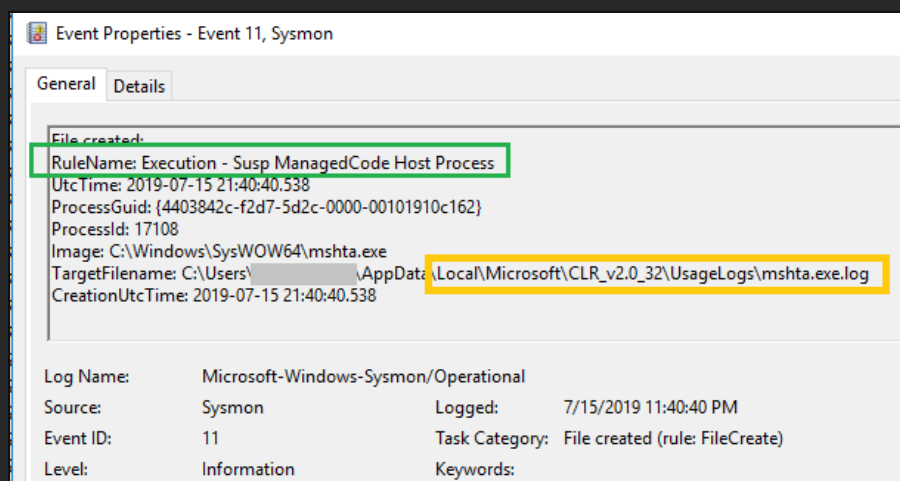 Event Properties - Event 11, Sysmon
General Details
File created:
RuleName: Execution - Susp ManagedCode Host Process
UtcTime: 2019-07-15 21:40:40.538
ProcessGuid: {4403842c-f2d7-5d2c-0000-00101910c162}
ProcessId: 17108
Image: C:\Windows\SysWOW64\mshta.exe
TargetFilename: C:\Users\ \AppData\Local\Microsoft\CLR_v2.0_32\UsageLogs\mshta.exe.log
CreationUtcTime: 2019-07-15 21:40:40.538
Log Name: Microsoft-Windows-Sysmon/Operational
Source: Sysmon Logged: 7/15/2019 11:40:40 PM
Event ID: 11 Task Category: File created (rule: FileCreate)
Level: Information Keywords: